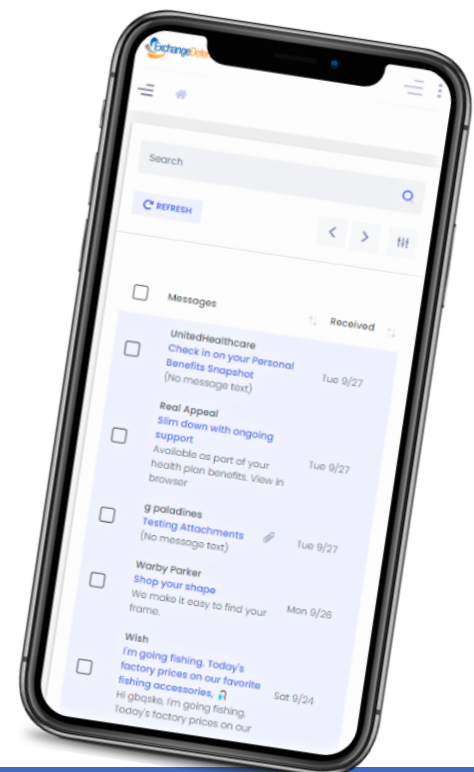 ExchangeDefe
Search
REFRESH
Messages
Received
UnitedHealthcare
Check in on your Personal
Benefits Snapshot
(No message text)
Tue 9/27
Real Appeal
Slim down with ongoing
support
Available as part of your
health plan benefits. View in
browser
Tue 9/27
g paladines
Testing Attachments
(No message text)
Tue 9/27
Warby Parker
Shop your shape
We make it easy to find your
frame.
Mon 9/26
Wish
I'm going fishing. Today's
factory prices on our favorite
fishing accessories,
Hi gbqske, I'm going fishing.
Today's factory prices on our
Sat 9/24